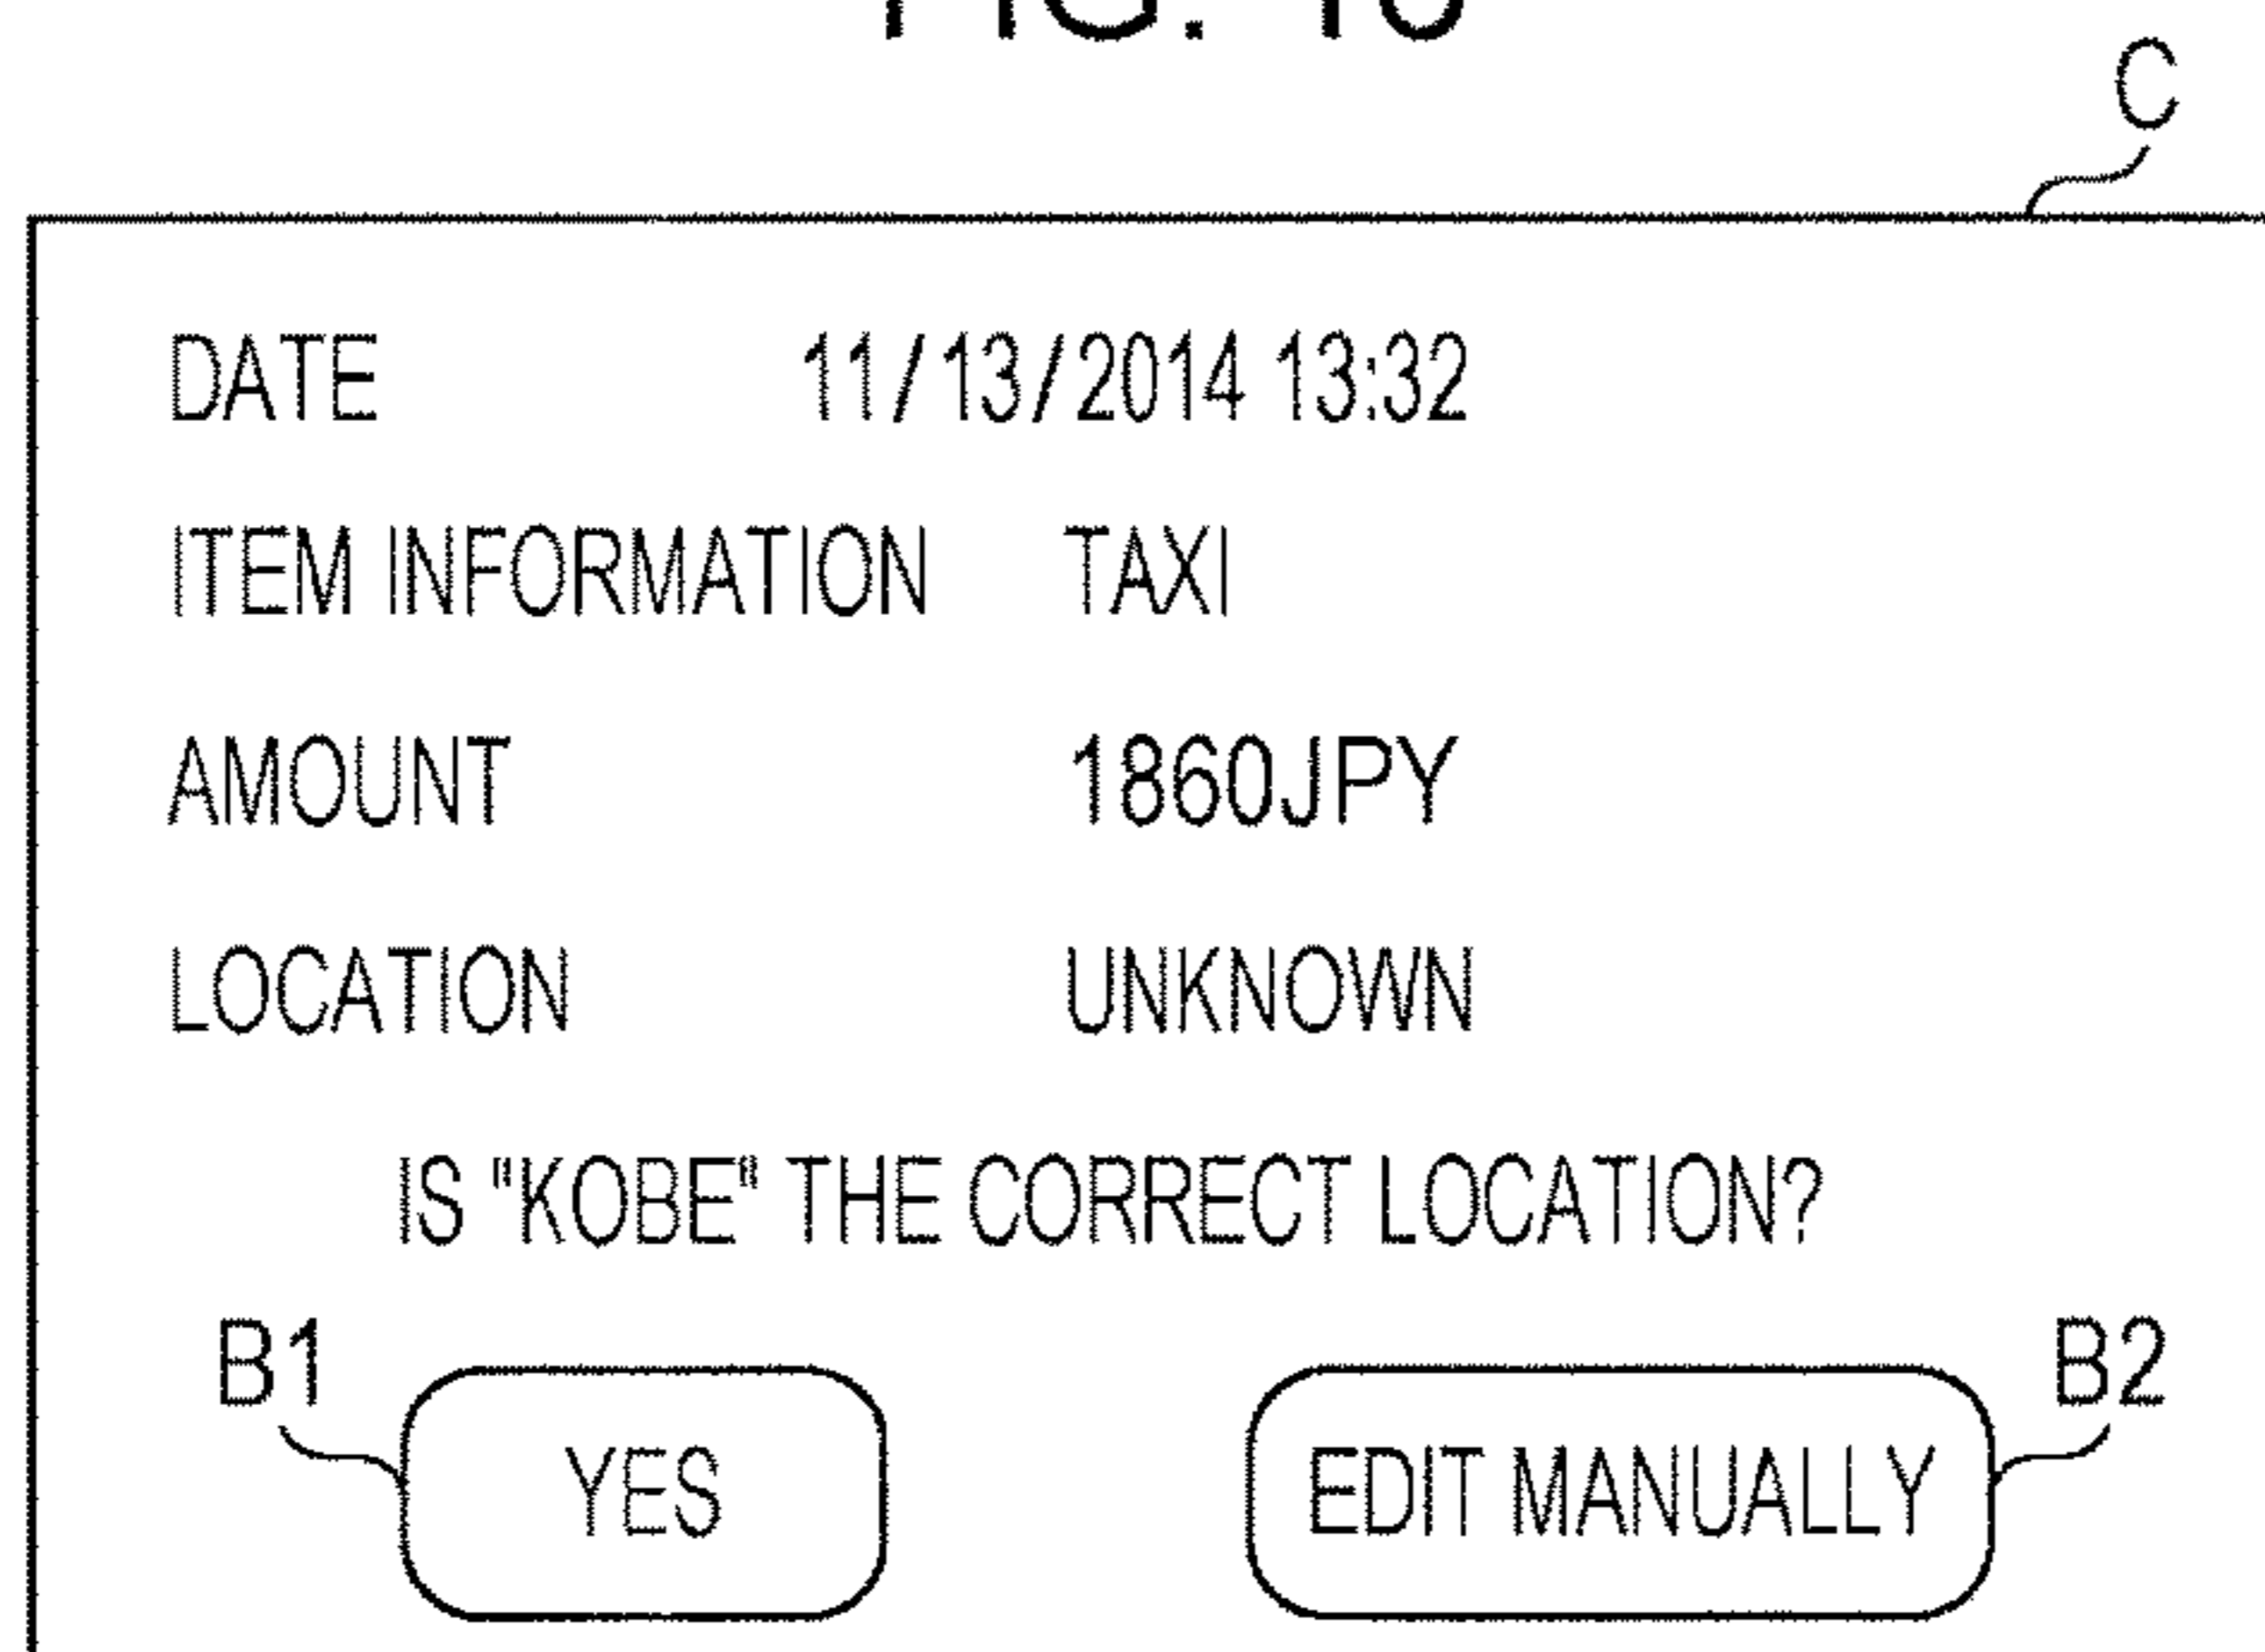 C
DATE 11/13/2014 13:32
ITEM INFORMATION TAXI
AMOUNT 1860JPY
LOCATION UNKNOWN
IS "KOBE" THE CORRECT LOCATION?
B1 B2
YES EDIT MANUALLY